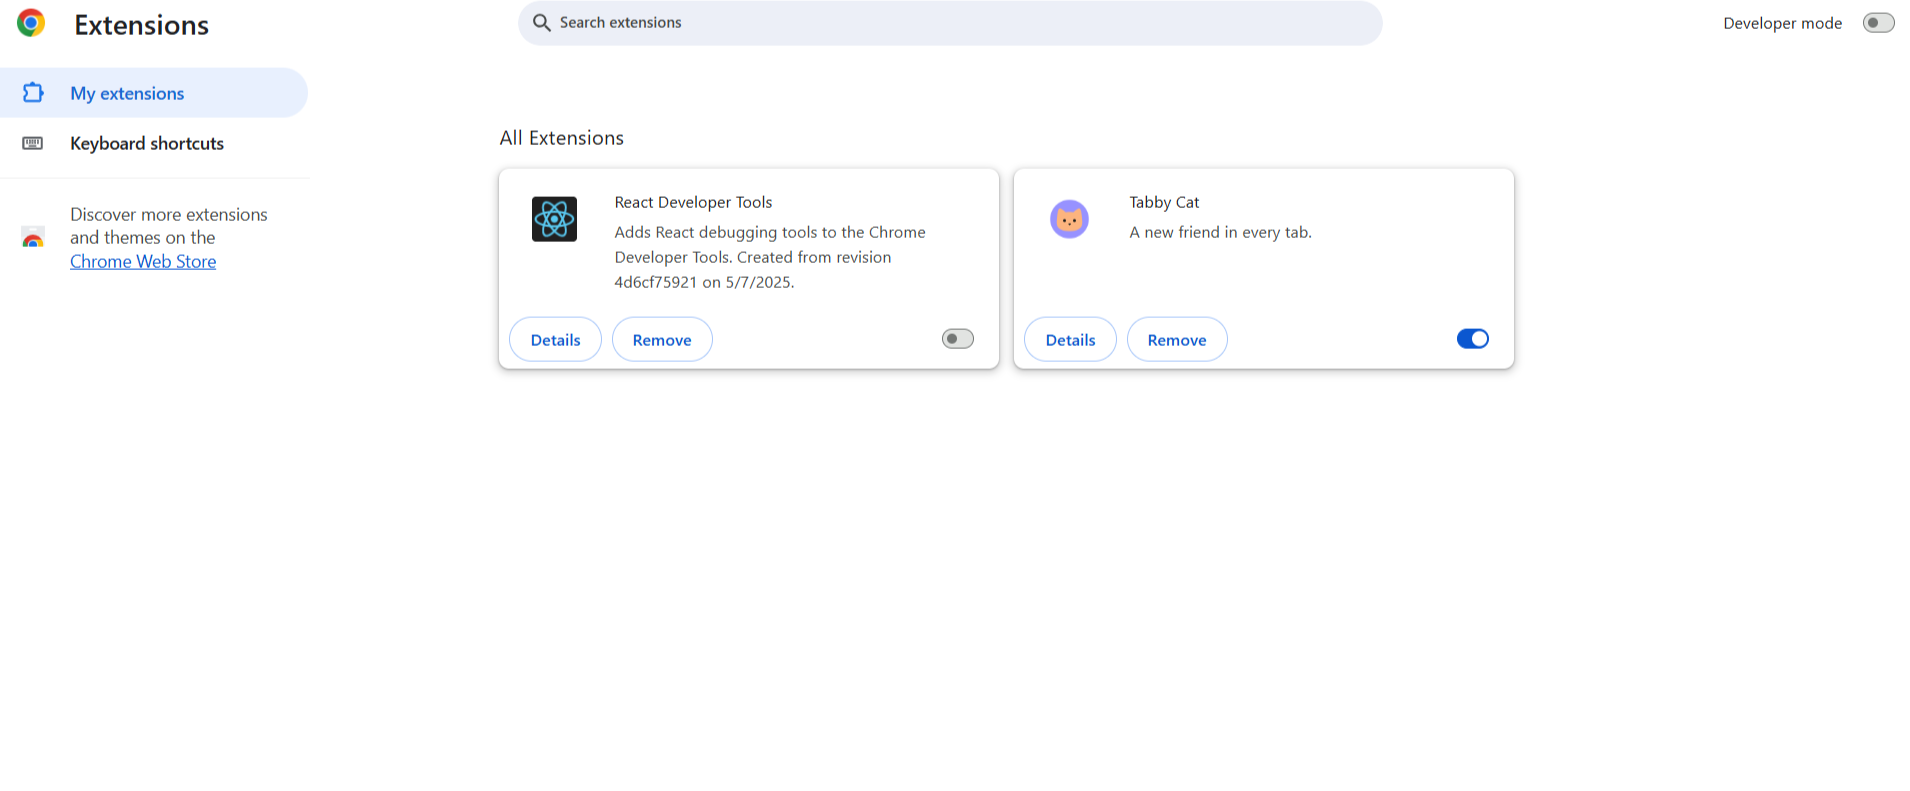 Extensions
Search extensions
Developer mode
My extensions
Keyboard shortcuts
Discover more extensions
and themes on the
Chrome Web Store
All Extensions
React Developer Tools
Adds React debugging tools to the Chrome
Developer Tools. Created from revision
4d6cf75921 on 5/7/2025.
Details
Remove
Tabby Cat
A new friend in every tab.
Details
Remove